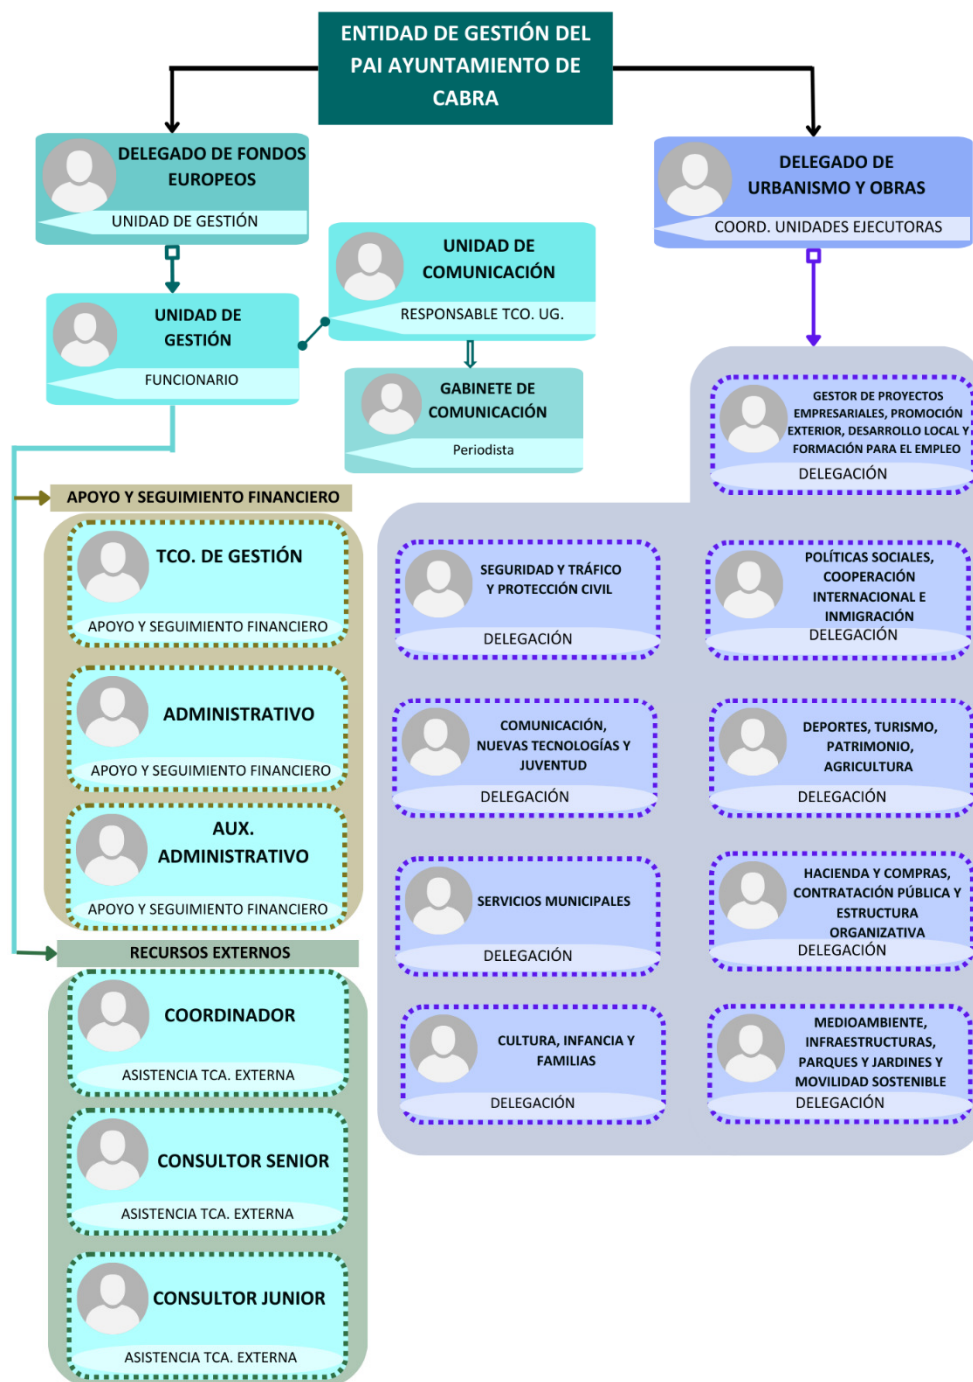 ENTIDAD DE GESTIÓN DEL
PAI AYUNTAMIENTO DE
CABRA
DELEGADO DE FONDOS
EUROPEOS
UNIDAD DE GESTIÓN
DELEGADO DE
URBANISMO Y OBRAS
COORD. UNIDADES EJECUTORAS
UNIDAD DE
COMUNICACIÓN
RESPONSABLE TCO. UG.
UNIDAD DE
GESTIÓN
FUNCIONARIO
GABINETE DE
COMUNICACIÓN
Periodista
GESTOR DE PROYECTOS
EMPRESARIALES, PROMOCIÓN
EXTERIOR, DESARROLLO LOCAL Y
FORMACIÓN PARA EL EMPLEO
DELEGACIÓN
APOYO Y SEGUIMIENTO FINANCIERO
TCO. DE GESTIÓN
APOYO Y SEGUIMIENTO FINANCIERO
ADMINISTRATIVO
APOYO Y SEGUIMIENTO FINANCIERO
AUX.
ADMINISTRATIVO
APOYO Y SEGUIMIENTO FINANCIERO
RECURSOS EXTERNOS
COORDINADOR
ASISTENCIA TCA. EXTERNA
CONSULTOR SENIOR
ASISTENCIA TCA. EXTERNA
CONSULTOR JUNIOR
ASISTENCIA TCA. EXTERNA
SEGURIDAD Y TRÁFICO
Y PROTECCIÓN CIVIL
DELEGACIÓN
POLÍTICAS SOCIALES,
COOPERACIÓN
INTERNACIONAL E
INMIGRACIÓN
DELEGACIÓN
COMUNICACIÓN,
NUEVAS TECNOLOGÍAS Y
JUVENTUD
DELEGACIÓN
DEPORTES, TURISMO,
PATRIMONIO,
AGRICULTURA
DELEGACIÓN
SERVICIOS MUNICIPALES
DELEGACIÓN
HACIENDA Y COMPRAS,
CONTRATACIÓN PÚBLICA Y
ESTRUCTURA
ORGANIZATIVA
DELEGACIÓN
CULTURA, INFANCIA Y
FAMILIAS
DELEGACIÓN
MEDIOAMBIENTE,
INFRAESTRUCTURAS,
PARQUES Y JARDINES Y
MOVILIDAD SOSTENIBLE
DELEGACIÓN